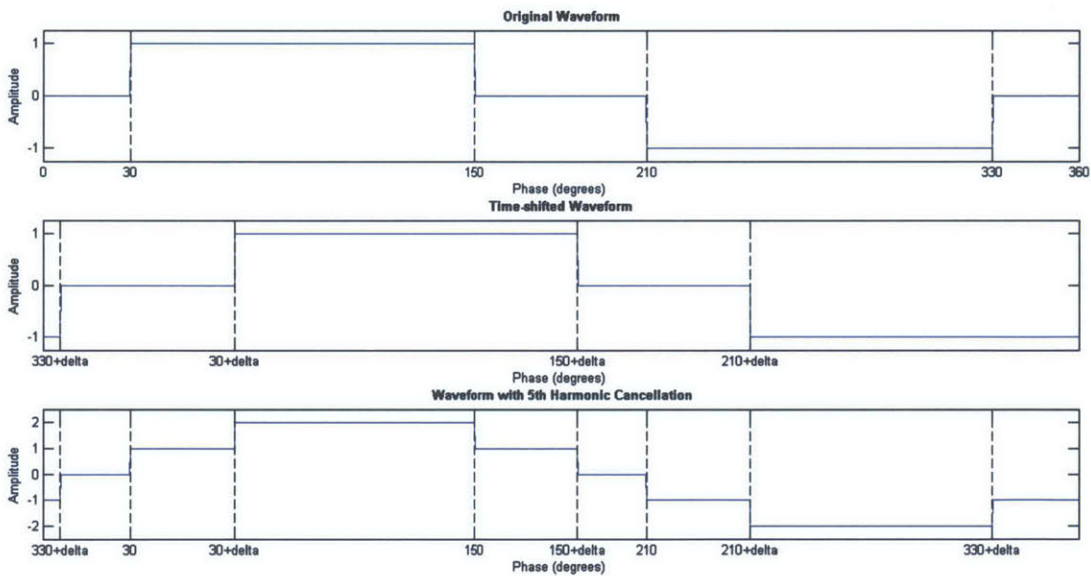 Original Waveform
1
0
-1
Amplitude
0 30 150 210 330 360
Phase (degrees)
Time-shifted Waveform
1
0
-1
Amplitude
330+delta 30+delta 150+delta 210+delta
Phase (degrees)
Waveform with 5th Harmonic Cancellation
2
1
0
-1
-2
Amplitude
330+delta 30 30+delta 150 150+delta 210 210+delta 330+delta
Phase (degrees)